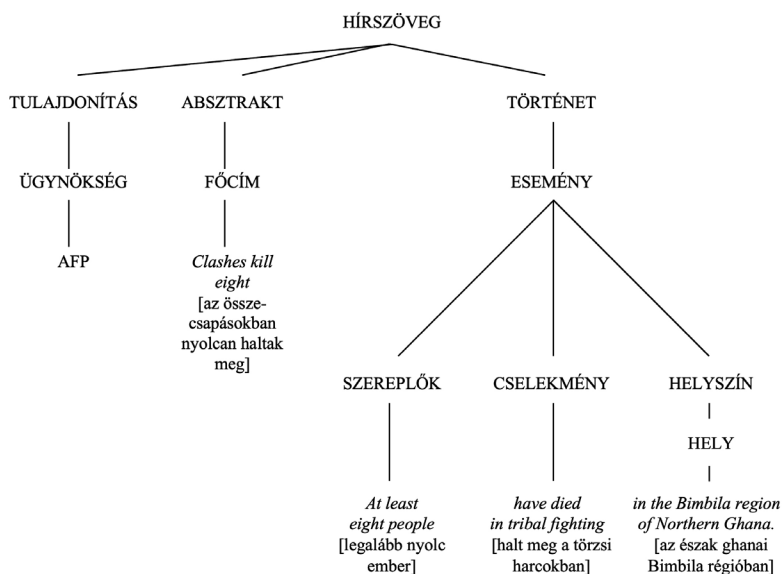 HÍRSZÖVEG
TULAJDONÍTÁS
ABSZTRAKT
TÖRTÉNET
ÜGYNÖKSÉG
FŐCÍM
ESEMÉNY
AFP
Clashes kill
eight
[az össze-
csapásokban
nyolcan haltak
meg]
SZEREPLŐK
CSELEKMÉNY
HELYSZÍN
HELY
At least
eight people
[legalább nyolc
ember]
have died
in tribal fighting
[halt meg a törzsi
harcokban]
in the Bimbila region
of Northern Ghana.
[az észak ghanai
Bimbila régióban]